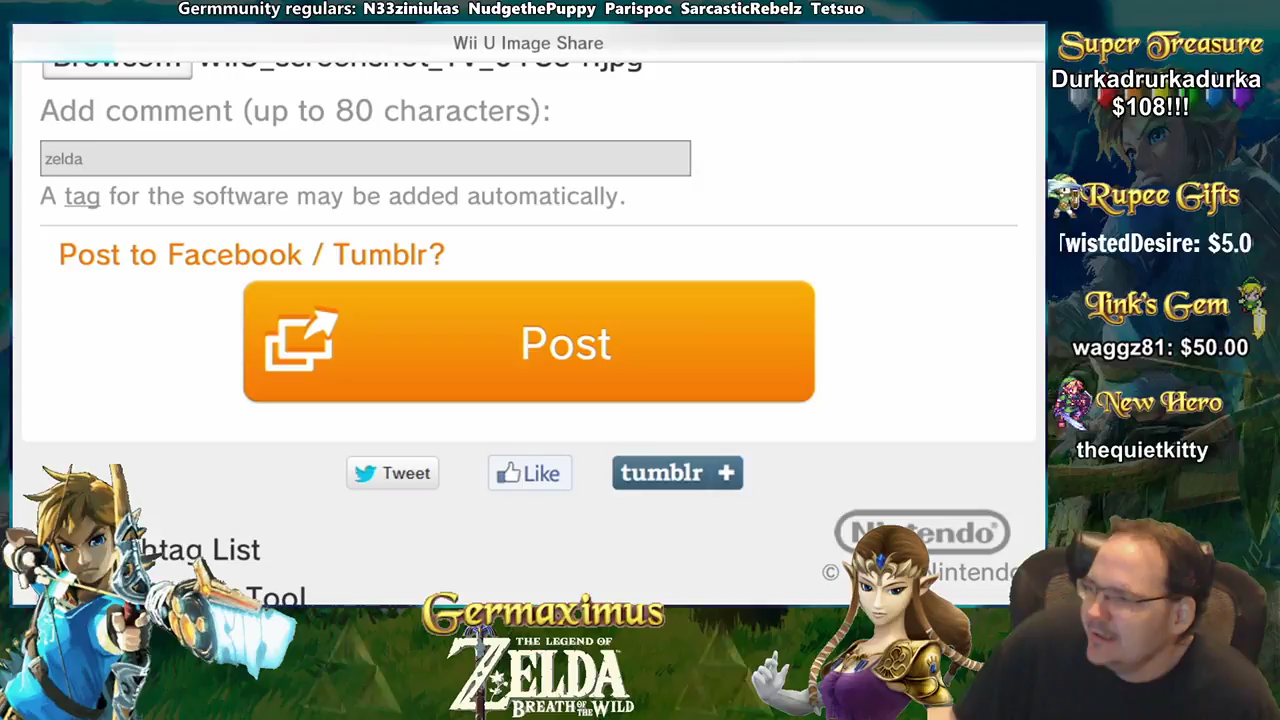 Germmunity regulars: N33ziniukas NudgethePuppy Parispoc SarcasticRebelz Tetsuo
Wii U Image Share
Add comment (up to 80 characters):
zelda
A tag for the software may be added automatically.
Post to Facebook / Tumblr?
Post
Tweet
Like
tumblr +
List
Tool
Nintendo
©
Super Treasure
Durkadrurkadurka
$108!!!
Rupee Gifts
TwistedDesire: $5.0
Link's Gem
waggz81: $50.00
New Hero
thequietkitty
Germaximus
THE LEGEND OF
ZELDA
BREATH OF THE WILD